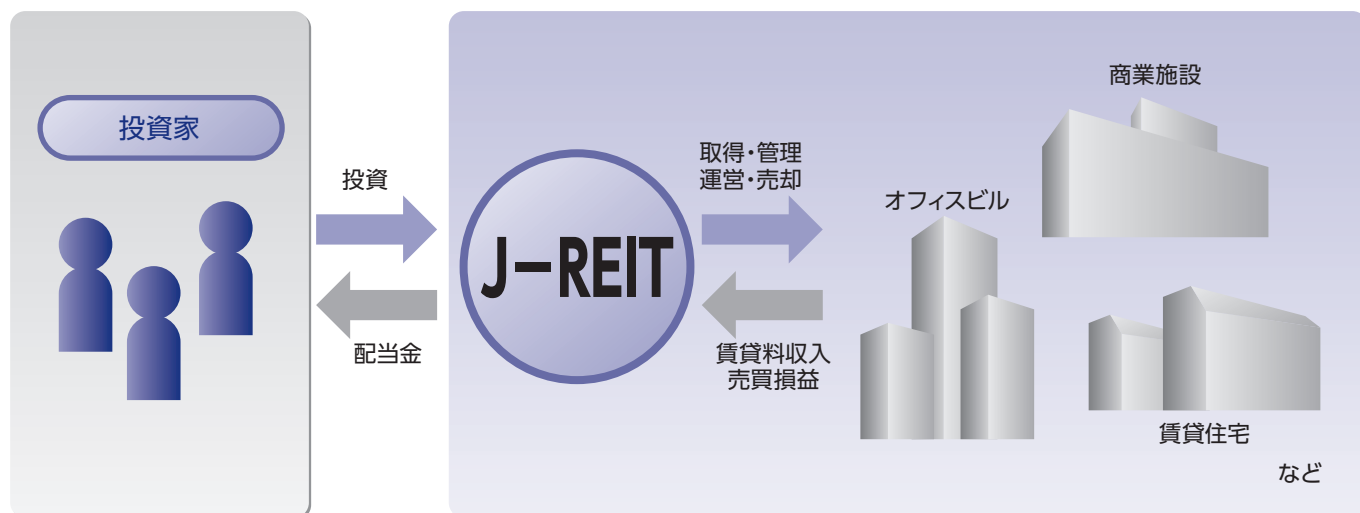 投資家
投資
配当金
J-REIT
取得・管理
運営・売却
賃貸料収入
売買損益
商業施設
オフィスビル
賃貸住宅
など